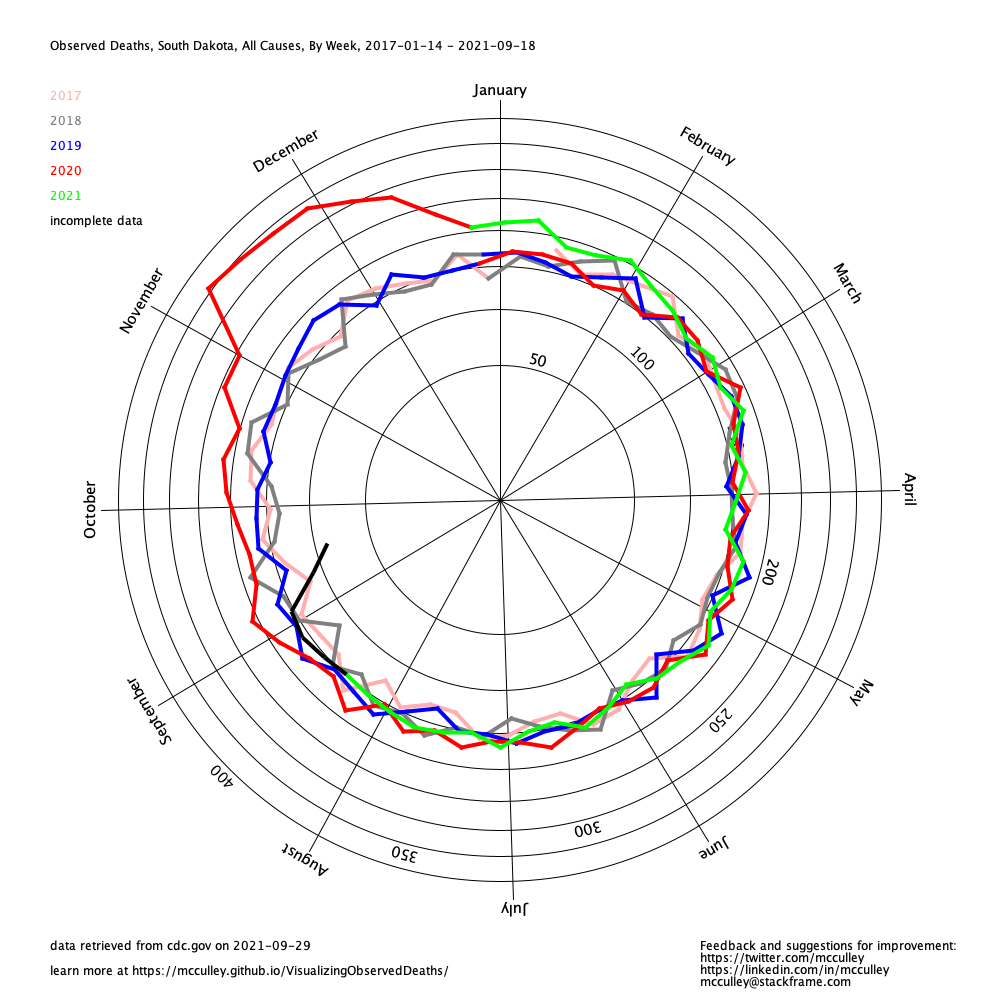 Observed Deaths, South Dakota, All Causes, By Week, 2017-01-14 - 2021-09-18
January
2017
2018
2019
2020
2021
incomplete data
December
February
November
March
50
100
October
April
200
September
May
250
400
300
350
August
June
July
data retrieved from cdc.gov on 2021-09-29
learn more at https://mcculley.github.io/VisualizingObservedDeaths/
Feedback and suggestions for improvement:
https://twitter.com/mcculley
https://linkedin.com/in/mcculley
mcculley@stackframe.com